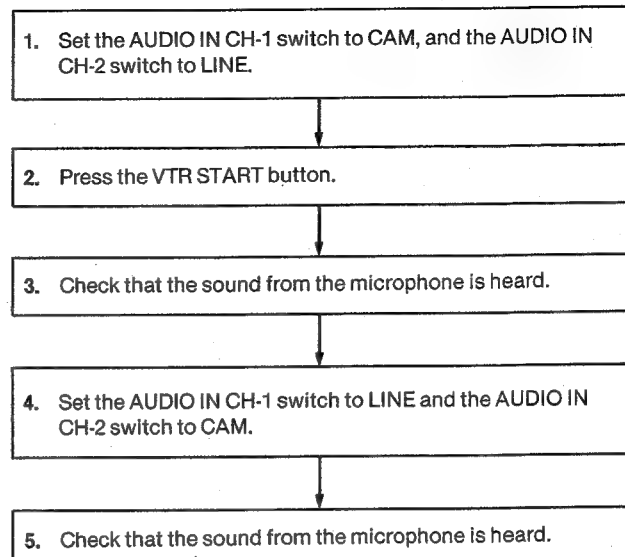 1. Set the AUDIO IN CH-1 switch to CAM, and the AUDIO IN
CH-2 switch to LINE.
2. Press the VTR START button.
3. Check that the sound from the microphone is heard.
4. Set the AUDIO IN CH-1 switch to LINE and the AUDIO IN
CH-2 switch to CAM.
5. Check that the sound from the microphone is heard.